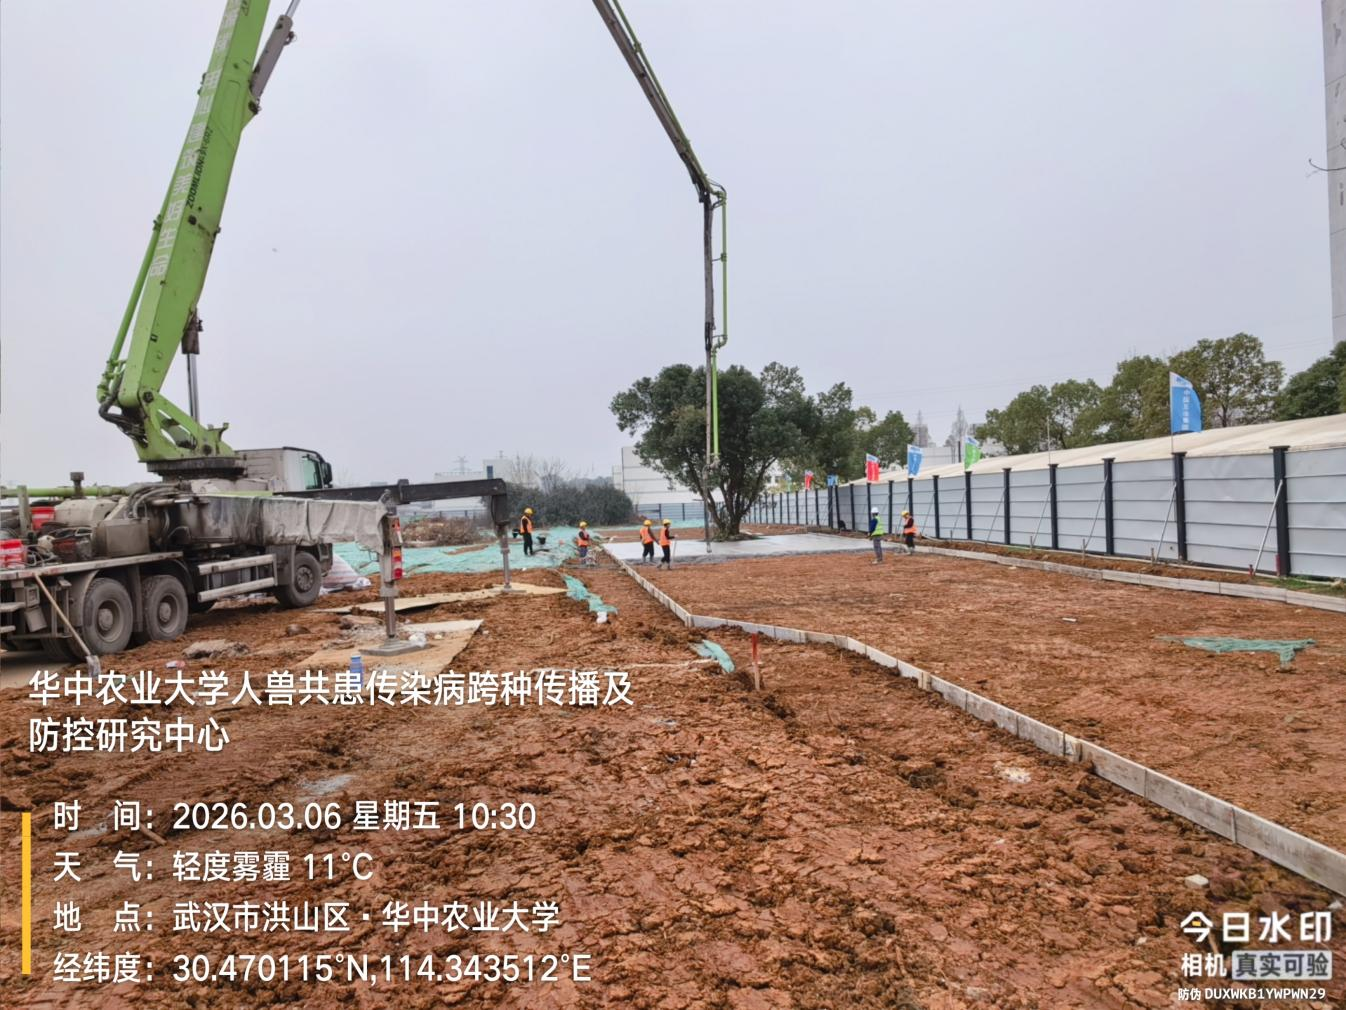 ZOOMLION
华中农业大学人兽共患传染病跨种传播及
防控研究中心
时 间：2026.03.06 星期五 10:30
天 气：轻度雾霾 11°C
地 点：武汉市洪山区·华中农业大学
经纬度：30.470115°N,114.343512°E
今日水印
相机 真实可验
防伪 DUXWKB1YWPWN29